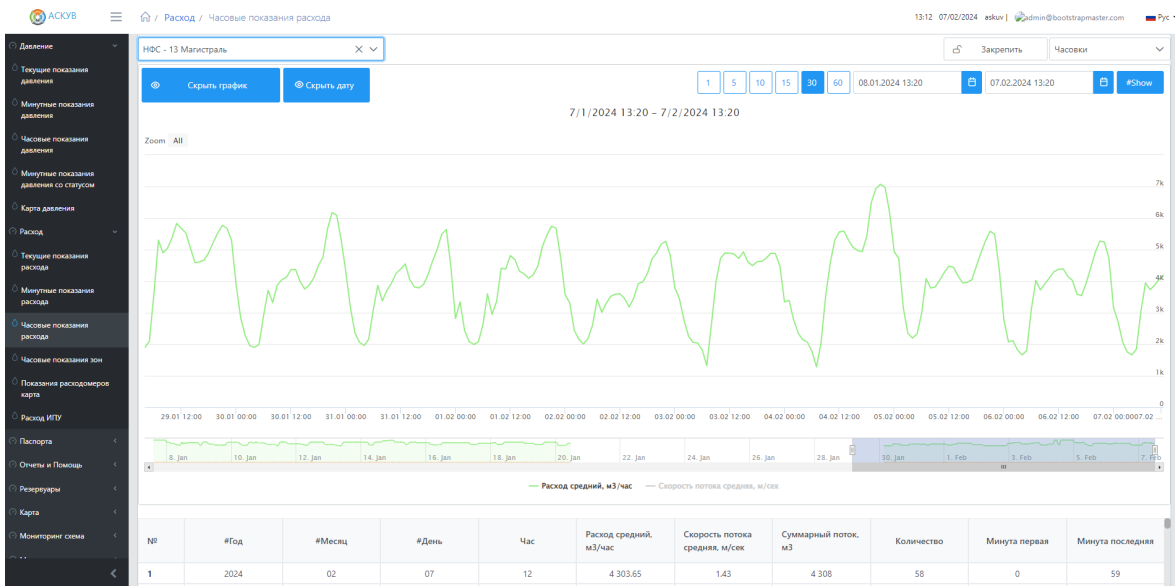 АСКУВ
/ Расход / Часовые показания расхода
13:12 07/02/2024 askuv | admin@bootstrapmaster.com Рус
Давление
Текущие показания
давления
Минутные показания
давления
Часовые показания
давления
Минутные показания
давления со статусом
Карта давления
Расход
Текущие показания
расхода
Минутные показания
расхода
Часовые показания
расхода
Часовые показания зон
Показания расходомеров
карта
Расход ИПУ
Паспорта
Отчеты и Помощь
Резервуары
Карта
Мониторинг схема
НФС - 13 Магистраль
Закрепить
Часовки
Скрыть график
Скрыть дату
1 5 10 15 30 60 08.01.2024 13:20 07.02.2024 13:20 #Show
7/1/2024 13:20 – 7/2/2024 13:20
Zoom All
7k
6k
5k
4k
3k
2k
1k
0
29.01 12:00 30.01 00:00 30.01 12:00 31.01 00:00 31.01 12:00 01.02 00:00 01.02 12:00 02.02 00:00 02.02 12:00 03.02 00:00 03.02 12:00 04.02 00:00 04.02 12:00 05.02 00:00 05.02 12:00 06.02 00:00 06.02 12:00 07.02 00:00 07.02 ...
8. Jan 10. Jan 12. Jan 14. Jan 16. Jan 18. Jan 20. Jan 22. Jan 24. Jan 26. Jan 28. Jan 30. Jan 1. Feb 3. Feb 5. Feb 7. Feb
Расход средний, м3/час Скорость потока средняя, м/сек
№ #Год #Месяц #День Час Расход средний, м3/час Скорость потока средняя, м/сек Суммарный поток, м3 Количество Минута первая Минута последняя
1 2024 02 07 12 4 303.65 1.43 4 308 58 0 59